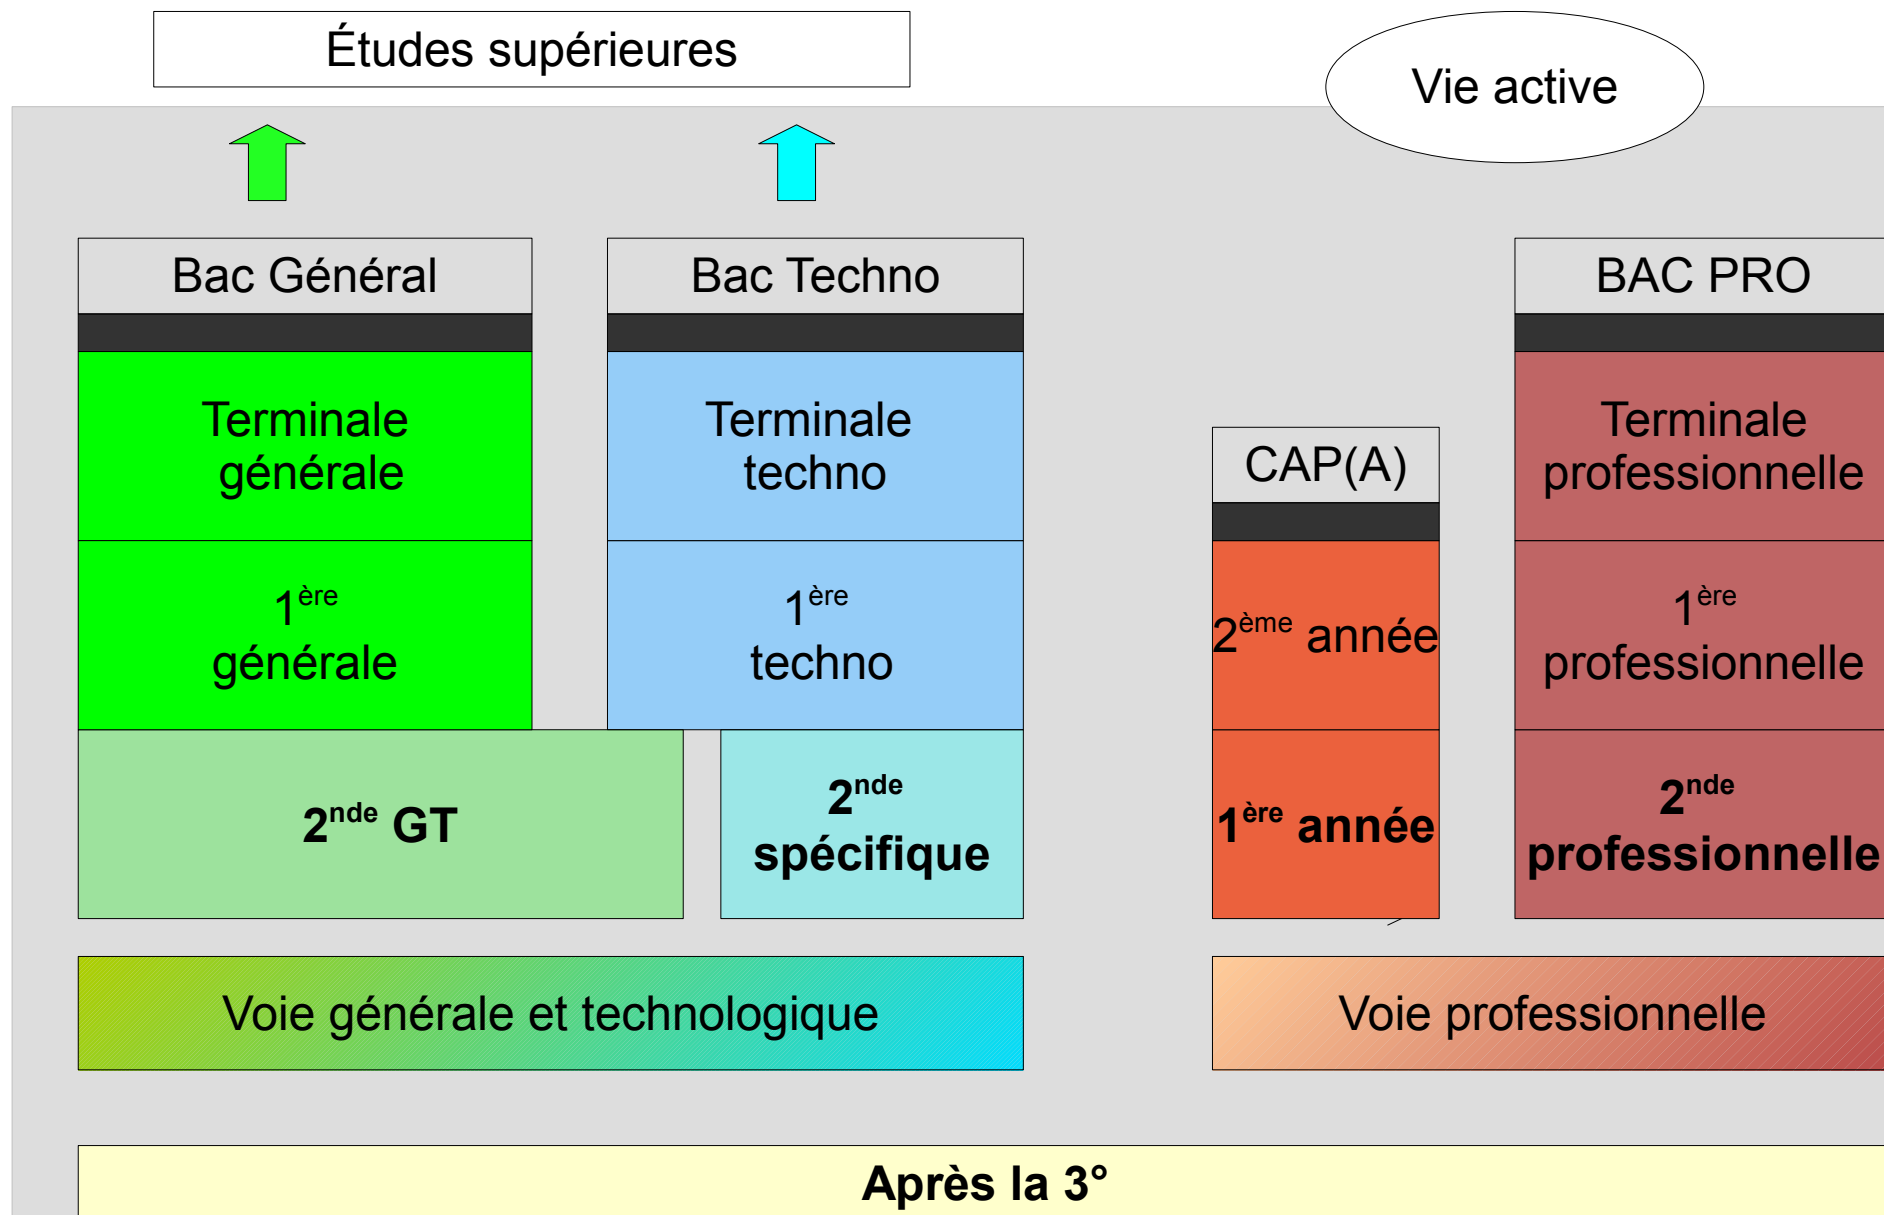 Études supérieures
Vie active
Bac Général
Bac Techno
BAC PRO
Terminale
générale
Terminale
techno
CAP(A)
Terminale
professionnelle
1ère
générale
1ère
techno
2ème année
1ère
professionnelle
2nde GT
2nde
spécifique
1ère année
2nde
professionnelle
Voie générale et technologique
Voie professionnelle
Après la 3°